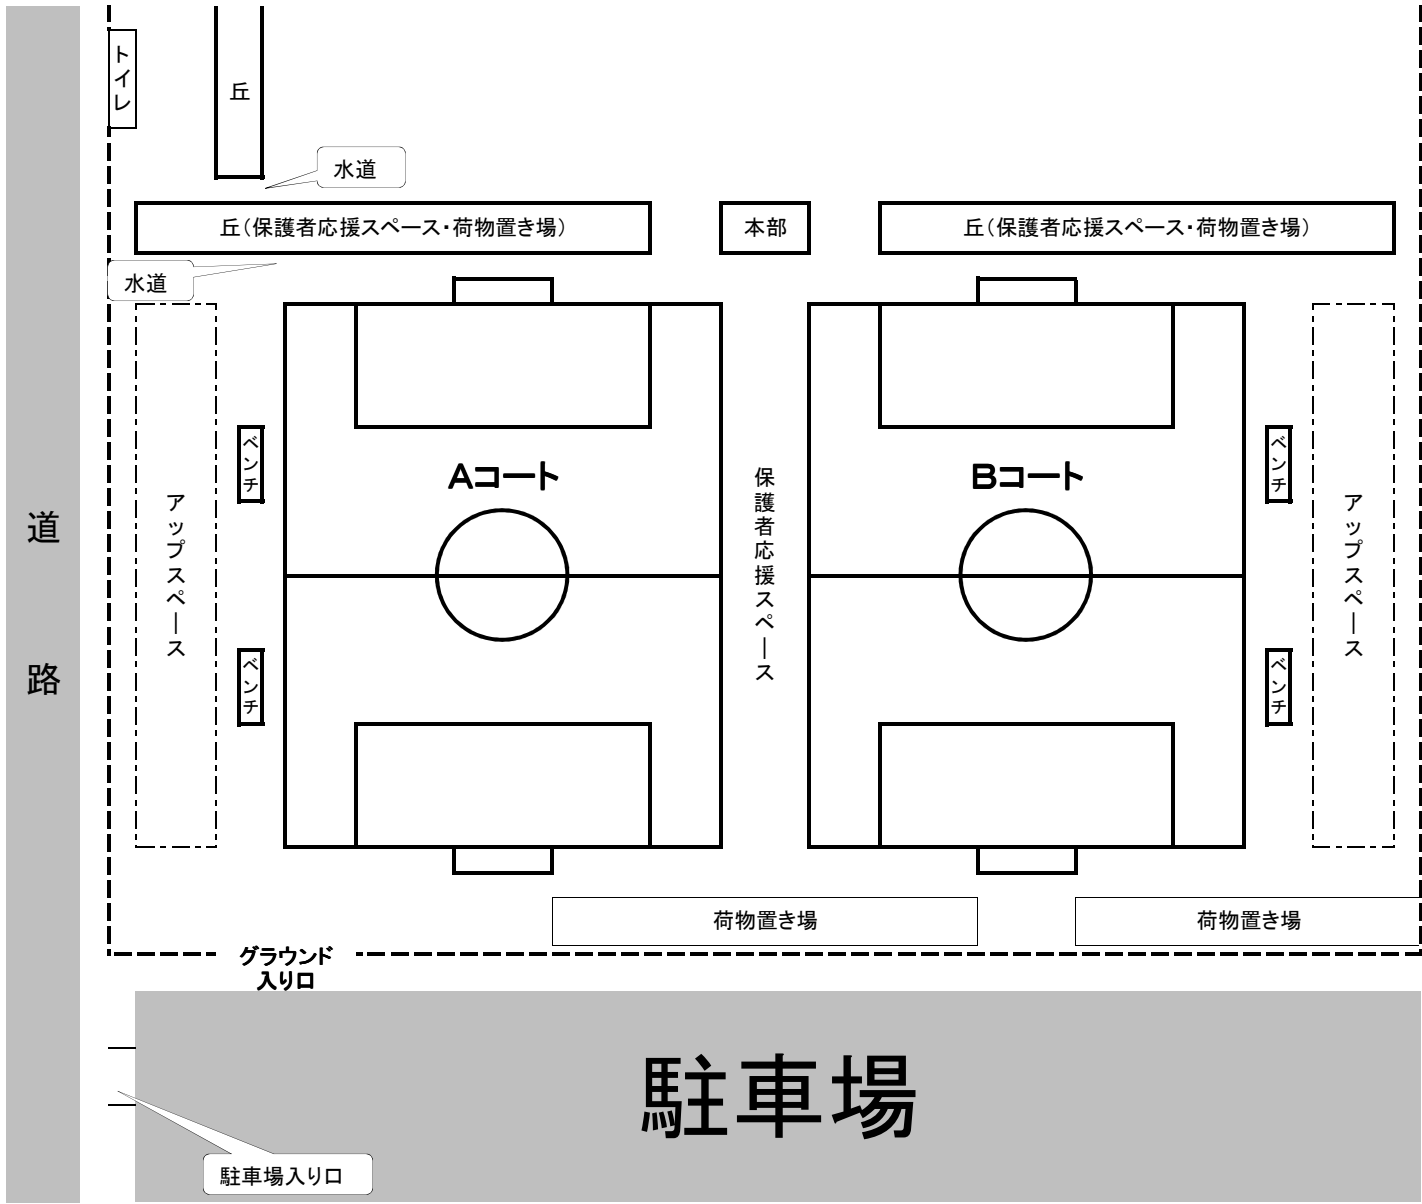 トイレ
丘
水道
丘(保護者応援スペース・荷物置き場)
本部
丘(保護者応援スペース・荷物置き場)
水道
ベンチ
Aコート
Bコート
ベンチ
保護者応援スペース
アップスペース
アップスペース
道路
ベンチ
ベンチ
荷物置き場
荷物置き場
グラウンド
入り口
駐車場
駐車場入り口